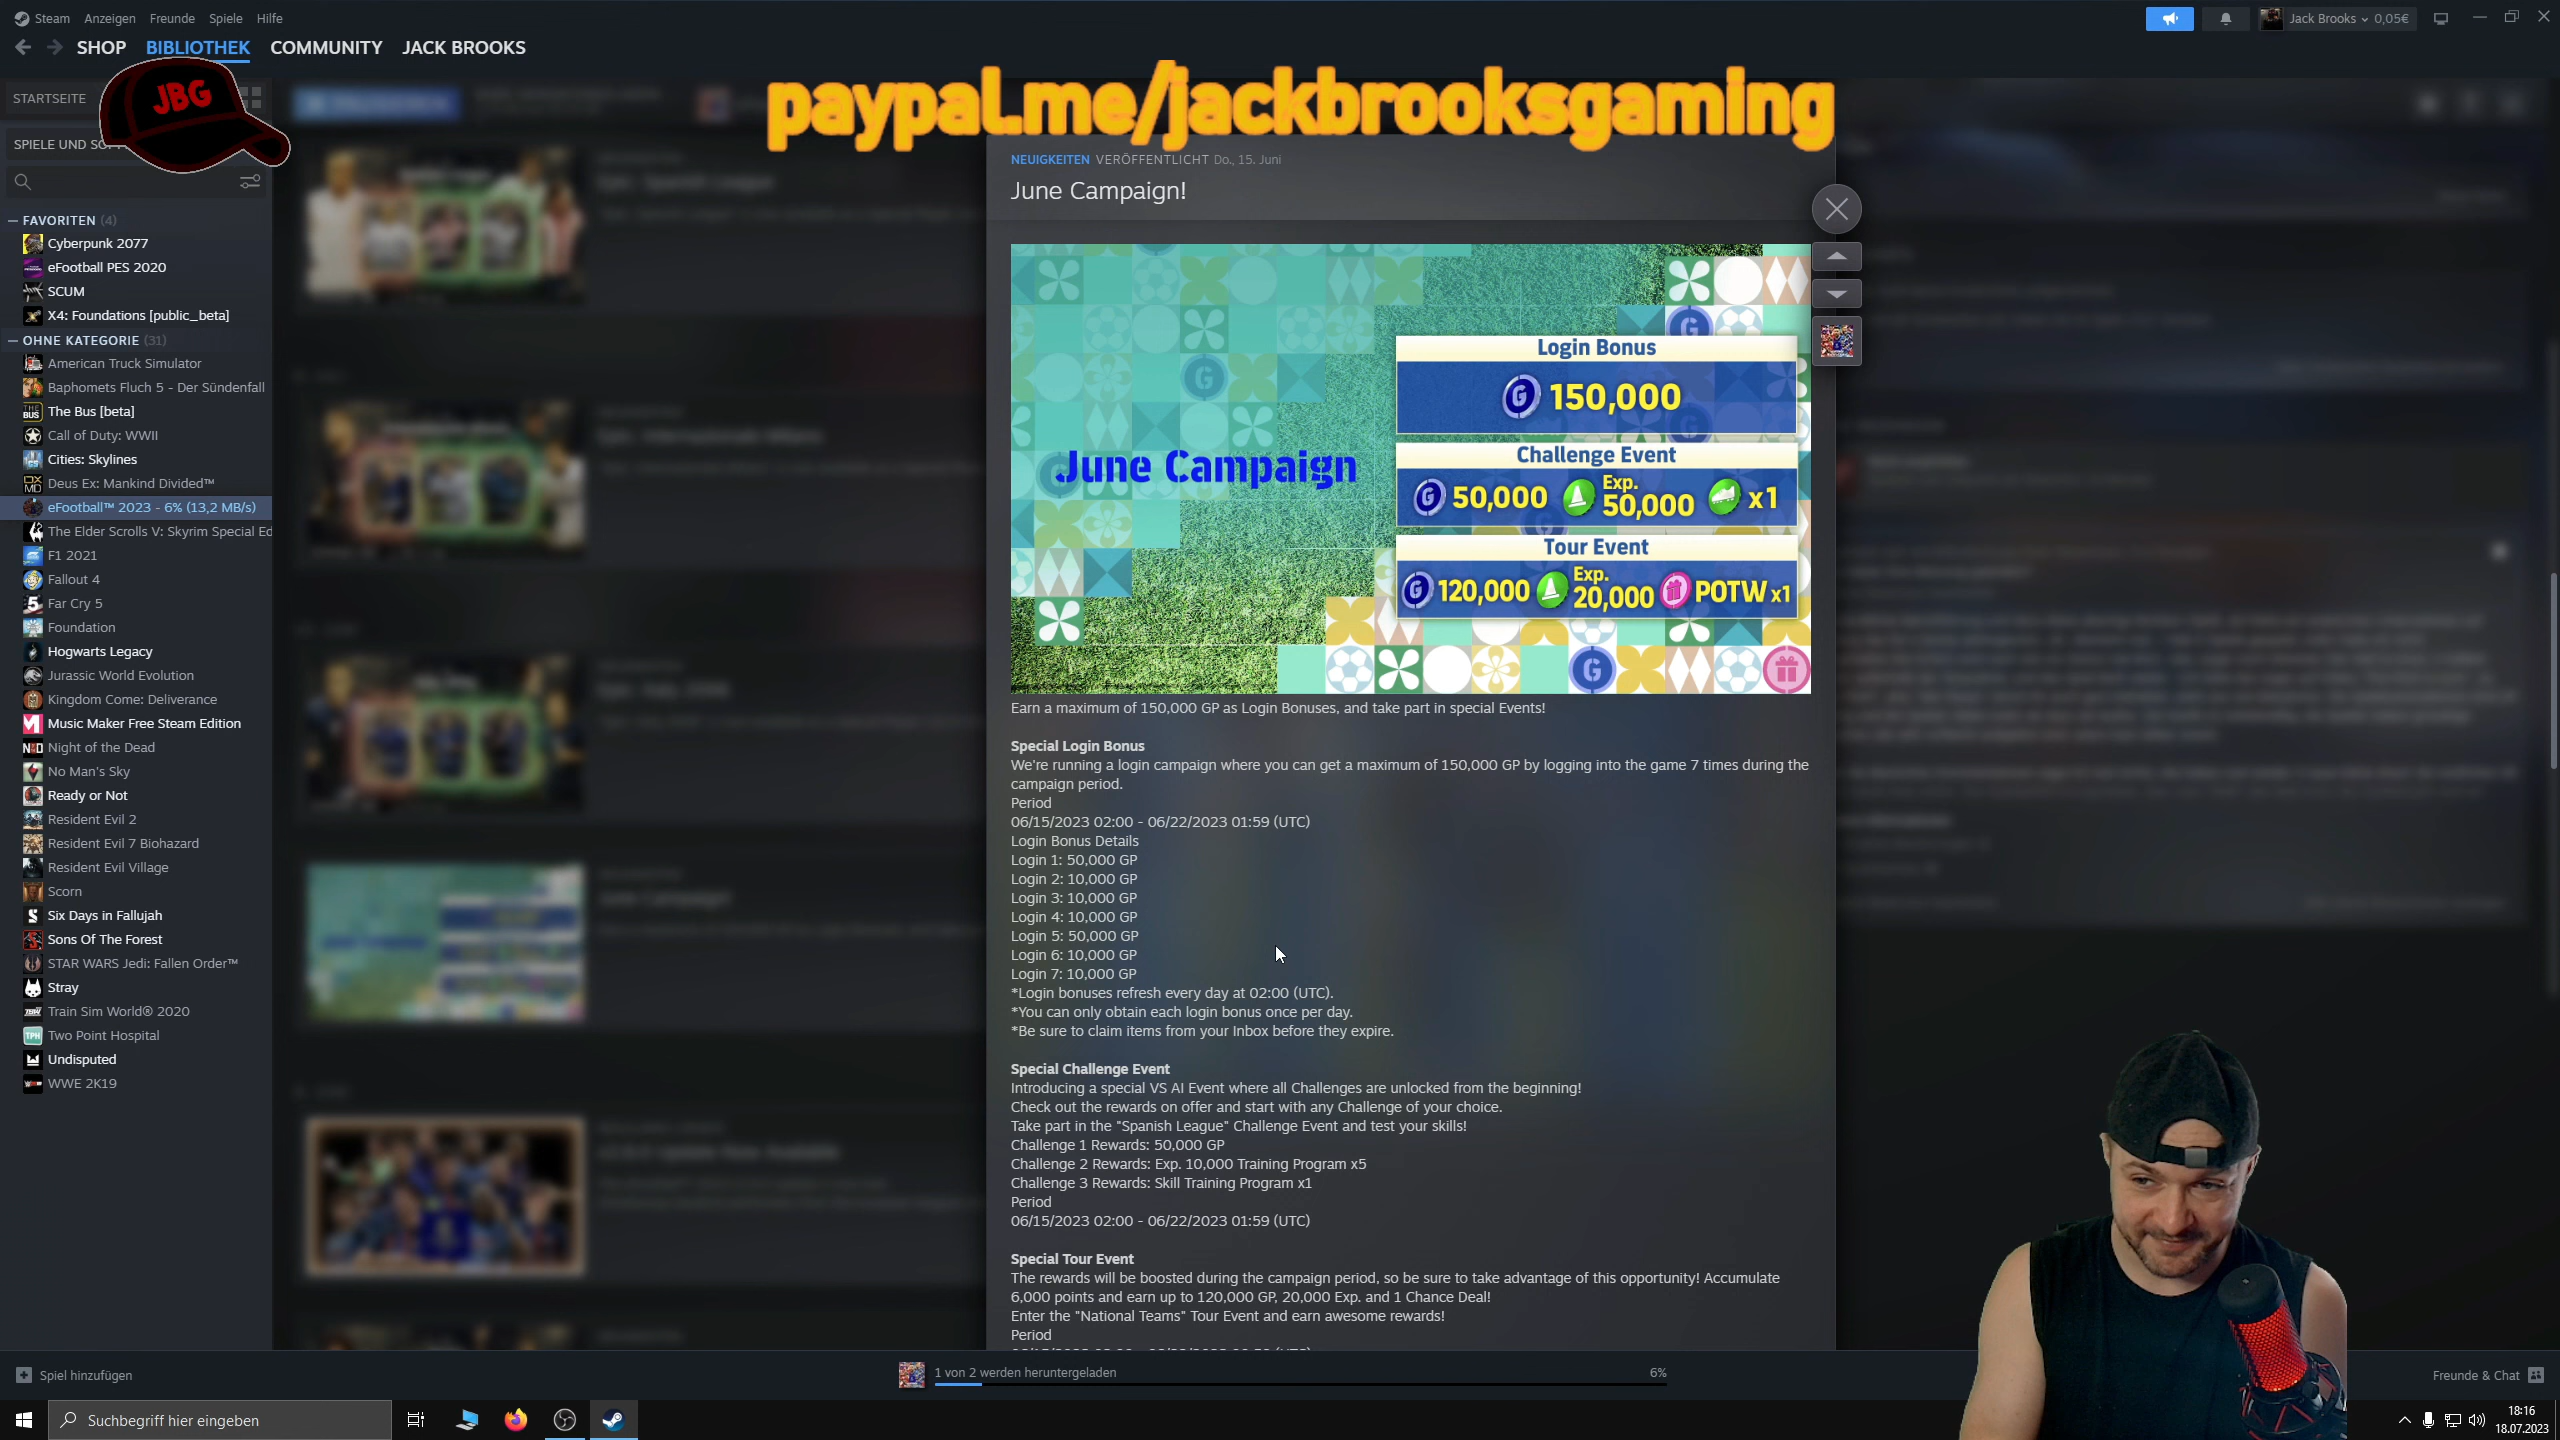 Steam Anzeigen Freunde Spiele Hilfe
Jack Brooks 0,05€
SHOP BIBLIOTHEK COMMUNITY JACK BROOKS
STARTSEITE
JBG
paypal.me/jackbrooksgaming
SPIELE UND SOFT
FAVORITEN (4)
Cyberpunk 2077
eFootball PES 2020
SCUM
X4: Foundations [public_beta]
OHNE KATEGORIE (31)
American Truck Simulator
Baphomets Fluch 5 - Der Sündenfall
The Bus [beta]
Call of Duty: WWII
Cities: Skylines
Deus Ex: Mankind Divided™
eFootball™ 2023 - 6% (13,2 MB/s)
The Elder Scrolls V: Skyrim Special Ed
F1 2021
Fallout 4
Far Cry 5
Foundation
Hogwarts Legacy
Jurassic World Evolution
Kingdom Come: Deliverance
Music Maker Free Steam Edition
Night of the Dead
No Man's Sky
Ready or Not
Resident Evil 2
Resident Evil 7 Biohazard
Resident Evil Village
Scorn
Six Days in Fallujah
Sons Of The Forest
STAR WARS Jedi: Fallen Order™
Stray
Train Sim World® 2020
Two Point Hospital
Undisputed
WWE 2K19
NEUIGKEITEN VERÖFFENTLICHT Do., 15. Juni
June Campaign!
June Campaign
Login Bonus
G 150,000
Challenge Event
G 50,000 Exp. 50,000 x1
Tour Event
G 120,000 Exp. 20,000 POTW x1
Earn a maximum of 150,000 GP as Login Bonuses, and take part in special Events!
Special Login Bonus
We're running a login campaign where you can get a maximum of 150,000 GP by logging into the game 7 times during the
campaign period.
Period
06/15/2023 02:00 - 06/22/2023 01:59 (UTC)
Login Bonus Details
Login 1: 50,000 GP
Login 2: 10,000 GP
Login 3: 10,000 GP
Login 4: 10,000 GP
Login 5: 50,000 GP
Login 6: 10,000 GP
Login 7: 10,000 GP
*Login bonuses refresh every day at 02:00 (UTC).
*You can only obtain each login bonus once per day.
*Be sure to claim items from your Inbox before they expire.
Special Challenge Event
Introducing a special VS AI Event where all Challenges are unlocked from the beginning!
Check out the rewards on offer and start with any Challenge of your choice.
Take part in the "Spanish League" Challenge Event and test your skills!
Challenge 1 Rewards: 50,000 GP
Challenge 2 Rewards: Exp. 10,000 Training Program x5
Challenge 3 Rewards: Skill Training Program x1
Period
06/15/2023 02:00 - 06/22/2023 01:59 (UTC)
Special Tour Event
The rewards will be boosted during the campaign period, so be sure to take advantage of this opportunity! Accumulate
6,000 points and earn up to 120,000 GP, 20,000 Exp. and 1 Chance Deal!
Enter the "National Teams" Tour Event and earn awesome rewards!
Period
Spiel hinzufügen
1 von 2 werden heruntergeladen 6%
Freunde & Chat
Suchbegriff hier eingeben
18:16
18.07.2023